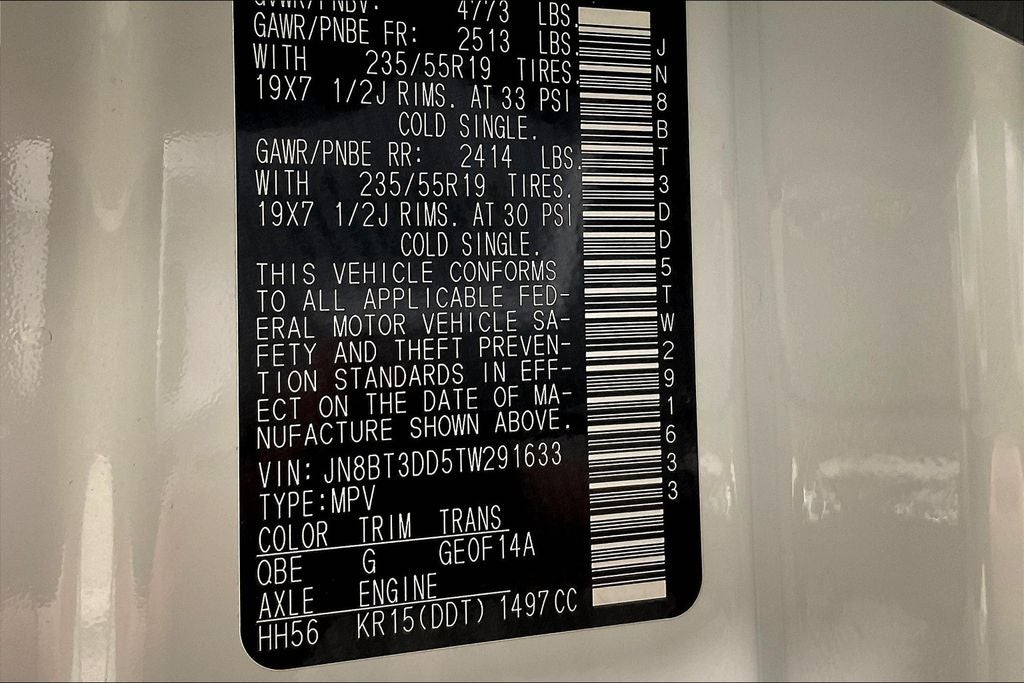 GVWR/PNBV: 4773 LBS.
GAWR/PNBE FR: 2513 LBS.
WITH 235/55R19 TIRES.
19X7 1/2J RIMS. AT 33 PSI
COLD SINGLE.
GAWR/PNBE RR: 2414 LBS.
WITH 235/55R19 TIRES.
19X7 1/2J RIMS. AT 30 PSI
COLD SINGLE.
THIS VEHICLE CONFORMS
TO ALL APPLICABLE FED-
ERAL MOTOR VEHICLE SA-
FETY AND THEFT PREVEN-
TION STANDARDS IN EFF-
ECT ON THE DATE OF MA-
NUFACTURE SHOWN ABOVE.
VIN: JN8BT3DD5TW291633
TYPE:MPV
COLOR TRIM TRANS
QBE G GE0F14A
AXLE ENGINE
HH56 KR15(DDT) 1497CC
JN8BT3DD5TW291633